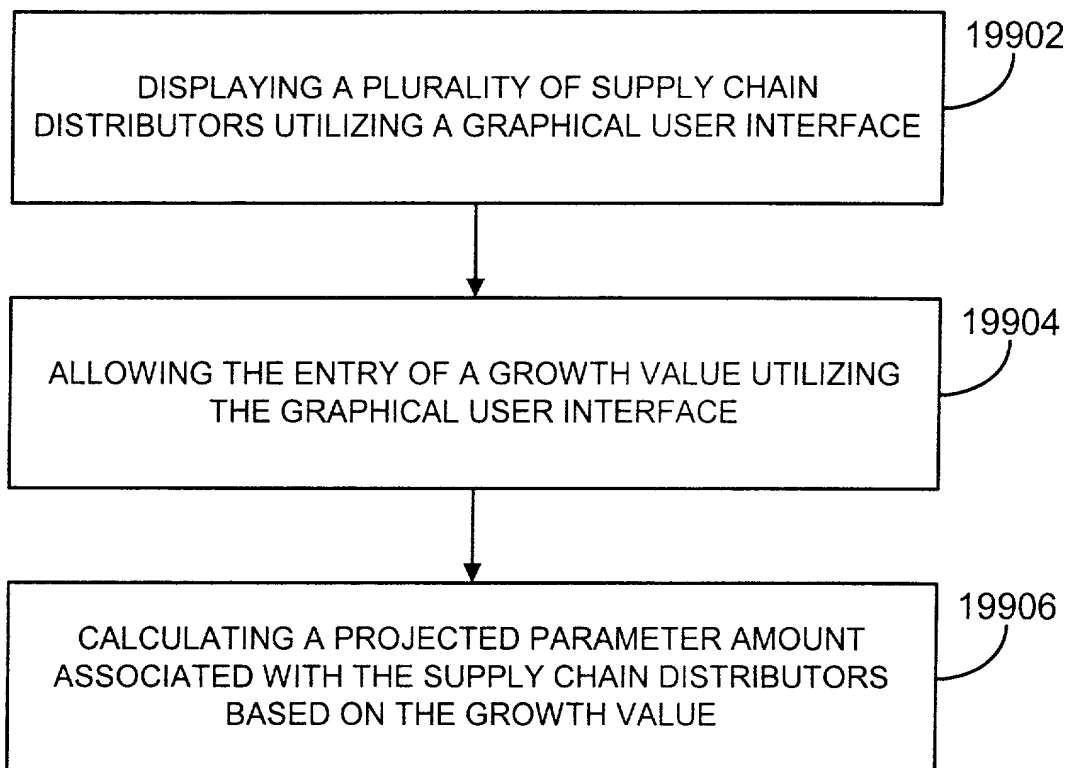 19902
DISPLAYING A PLURALITY OF SUPPLY CHAIN
DISTRIBUTORS UTILIZING A GRAPHICAL USER INTERFACE
19904
ALLOWING THE ENTRY OF A GROWTH VALUE UTILIZING
THE GRAPHICAL USER INTERFACE
19906
CALCULATING A PROJECTED PARAMETER AMOUNT
ASSOCIATED WITH THE SUPPLY CHAIN DISTRIBUTORS
BASED ON THE GROWTH VALUE